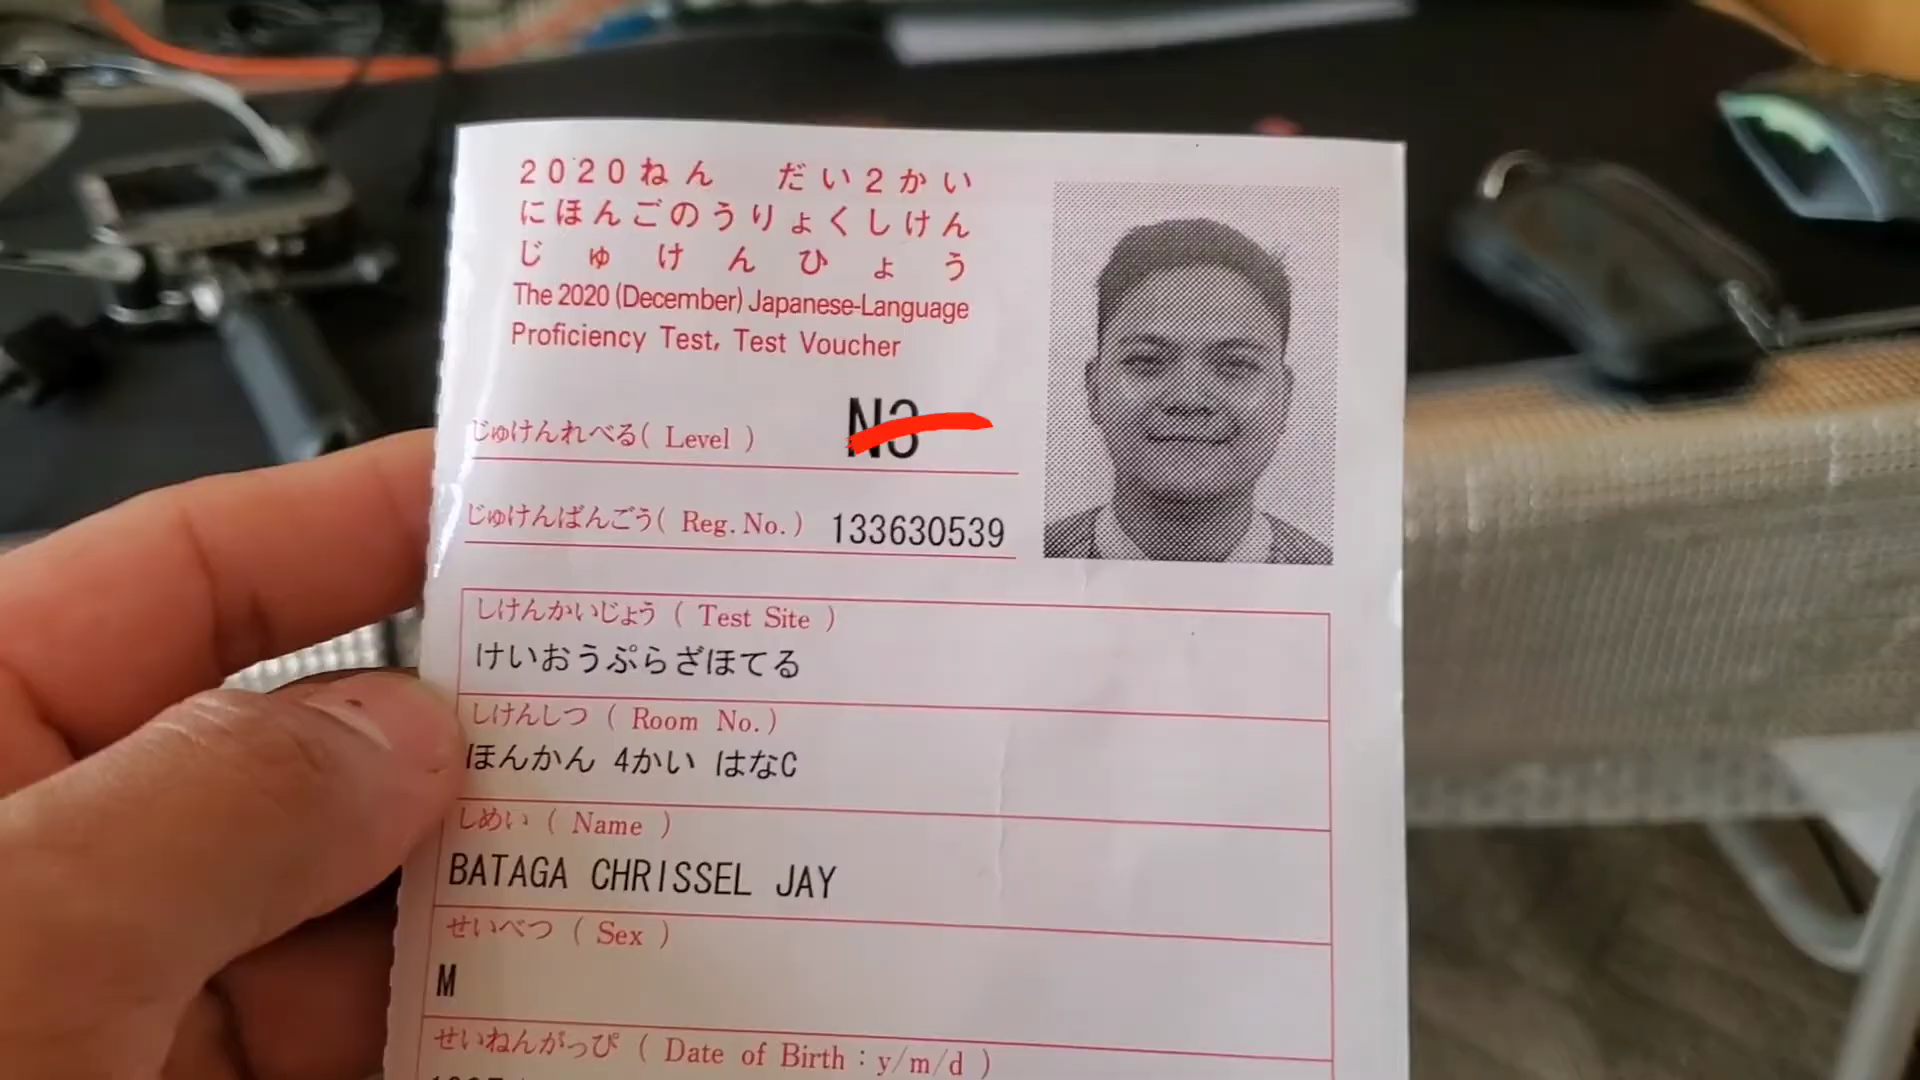 2020ねん だい2かい
にほんごのうりょくしけん
じゅけんひょう
The 2020 (December) Japanese-Language
Proficiency Test, Test Voucher
じゅけんれべる( Level ) N3
じゅけんばんごう( Reg.No.) 133630539
しけんかいじょう ( Test Site )
けいおうぷらざほてる
しけんしつ ( Room No.)
ほんかん 4かい はなC
しめい ( Name )
BATAGA CHRISSEL JAY
せいべつ ( Sex )
M
せいねんがっぴ ( Date of Birth : y/m/d )